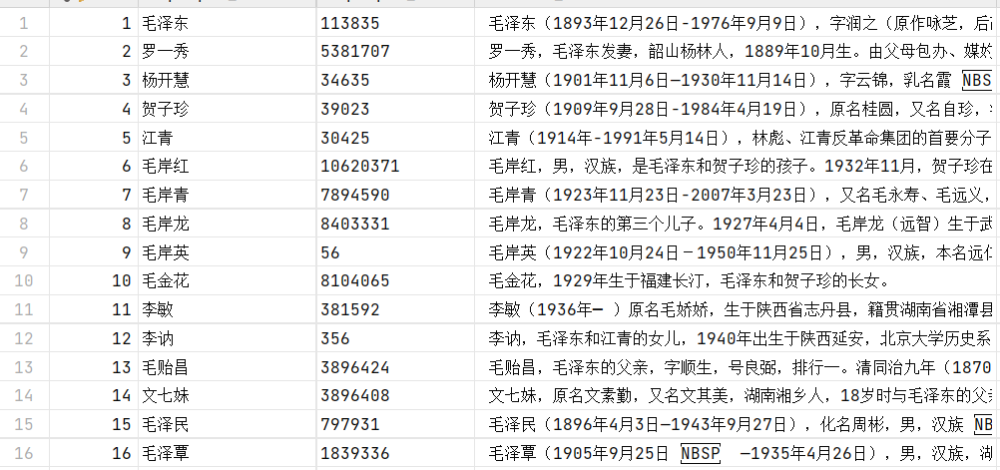 1 1 毛泽东 113835 毛泽东（1893年12月26日-1976年9月9日），字润之（原作咏芝，后
2 2 罗一秀 5381707 罗一秀，毛泽东发妻，韶山杨林人，1889年10月生。由父母包办、媒妁
3 3 杨开慧 34635 杨开慧（1901年11月6日—1930年11月14日），字云锦，乳名霞 NBS
4 4 贺子珍 39023 贺子珍（1909年9月28日-1984年4月19日），原名桂圆，又名自珍，
5 5 江青 30425 江青（1914年-1991年5月14日），林彪、江青反革命集团的首要分子
6 6 毛岸红 10620371 毛岸红，男，汉族，是毛泽东和贺子珍的孩子。1932年11月，贺子珍在
7 7 毛岸青 7894590 毛岸青（1923年11月23日-2007年3月23日），又名毛永寿、毛远义，
8 8 毛岸龙 8403331 毛岸龙，毛泽东的第三个儿子。1927年4月4日，毛岸龙（远智）生于武
9 9 毛岸英 56 毛岸英（1922年10月24日－1950年11月25日），男，汉族，本名远仁
10 10 毛金花 8104065 毛金花，1929年生于福建长汀，毛泽东和贺子珍的长女。
11 11 李敏 381592 李敏（1936年— ）原名毛娇娇，生于陕西省志丹县，籍贯湖南省湘潭县
12 12 李讷 356 李讷，毛泽东和江青的女儿，1940年出生于陕西延安，北京大学历史系
13 13 毛贻昌 3896424 毛贻昌，毛泽东的父亲，字顺生，号良弼，排行一。清同治九年（1870
14 14 文七妹 3896408 文七妹，原名文素勤，又名文其美，湖南湘乡人，18岁时与毛泽东的父亲
15 15 毛泽民 797931 毛泽民（1896年4月3日—1943年9月27日），化名周彬，男，汉族 NB
16 16 毛泽覃 1839336 毛泽覃（1905年9月25日 NBSP —1935年4月26日），男，汉族，湖